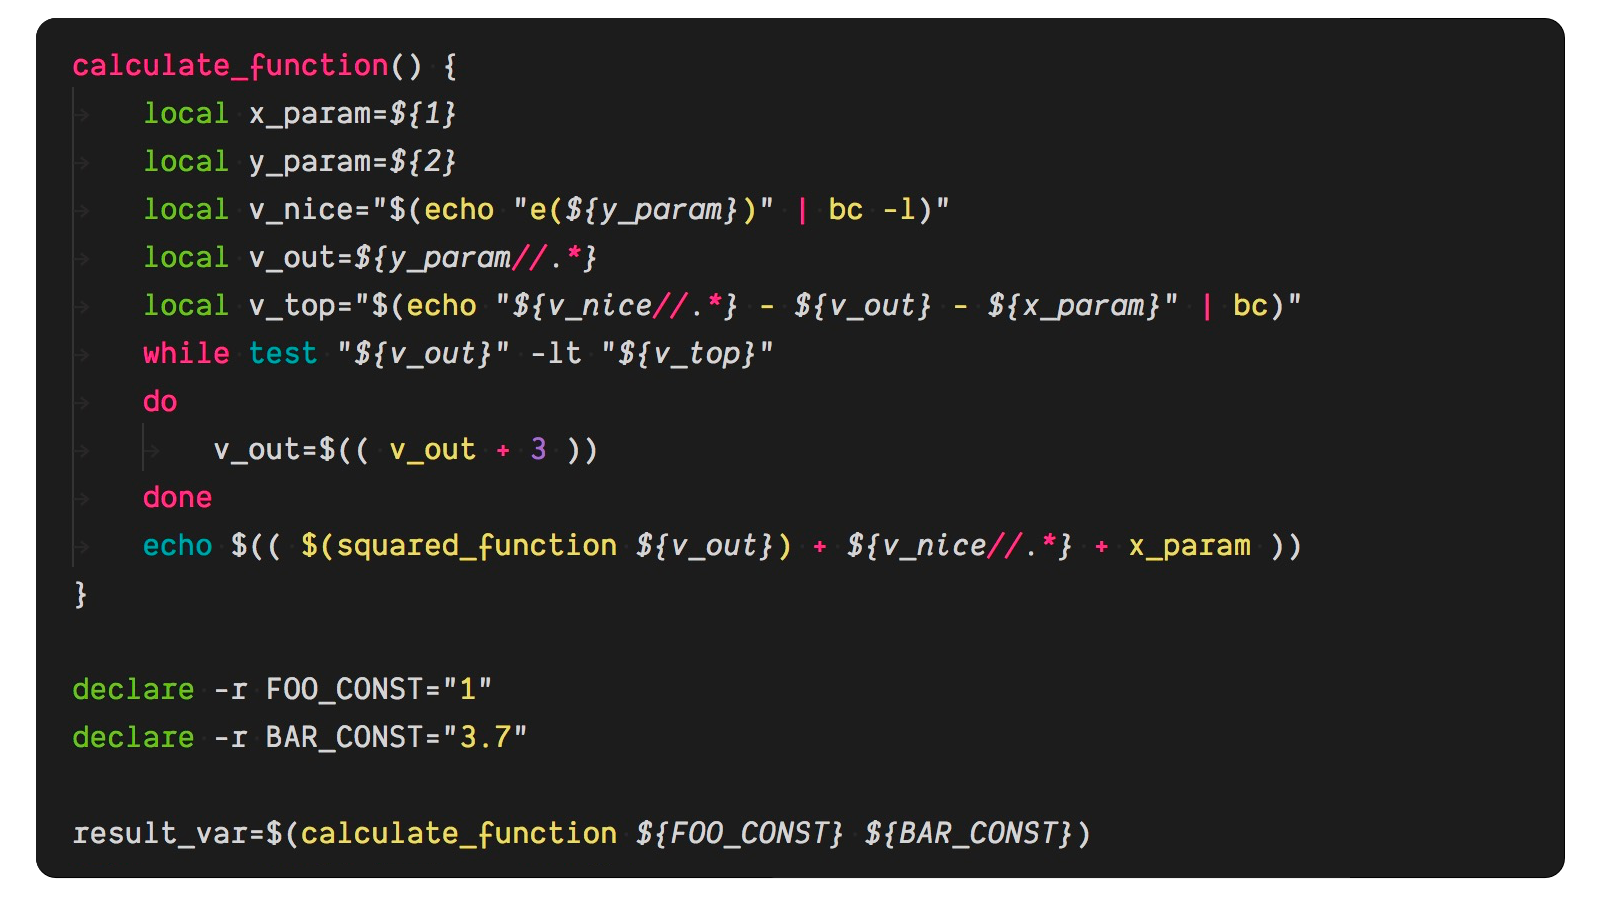 calculate_function() {
local x_param=${1}
local y_param=${2}
local v_nice="$(echo "e(${y_param})" | bc -l)"
local v_out=${y_param//.*}
local v_top="$(echo "${v_nice//.*} - ${v_out} - ${x_param}" | bc)"
while test "${v_out}" -lt "${v_top}"
do
v_out=$(( v_out + 3 ))
done
echo $(( $(squared_function ${v_out}) + ${v_nice//.*} + x_param ))
}
declare -r FOO_CONST="1"
declare -r BAR_CONST="3.7"
result_var=$(calculate_function ${FOO_CONST} ${BAR_CONST})